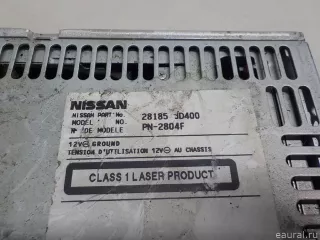 NISSAN
NISSAN PART No. 28185 3D400
MODEL NO. PN-2804F
Nº DE MODELE
12V⊖ GROUND
TENSION D'UTILISATION 12V⊖ AU CHASSIS
CLASS 1 LASER PRODUCT
© eaural.ru